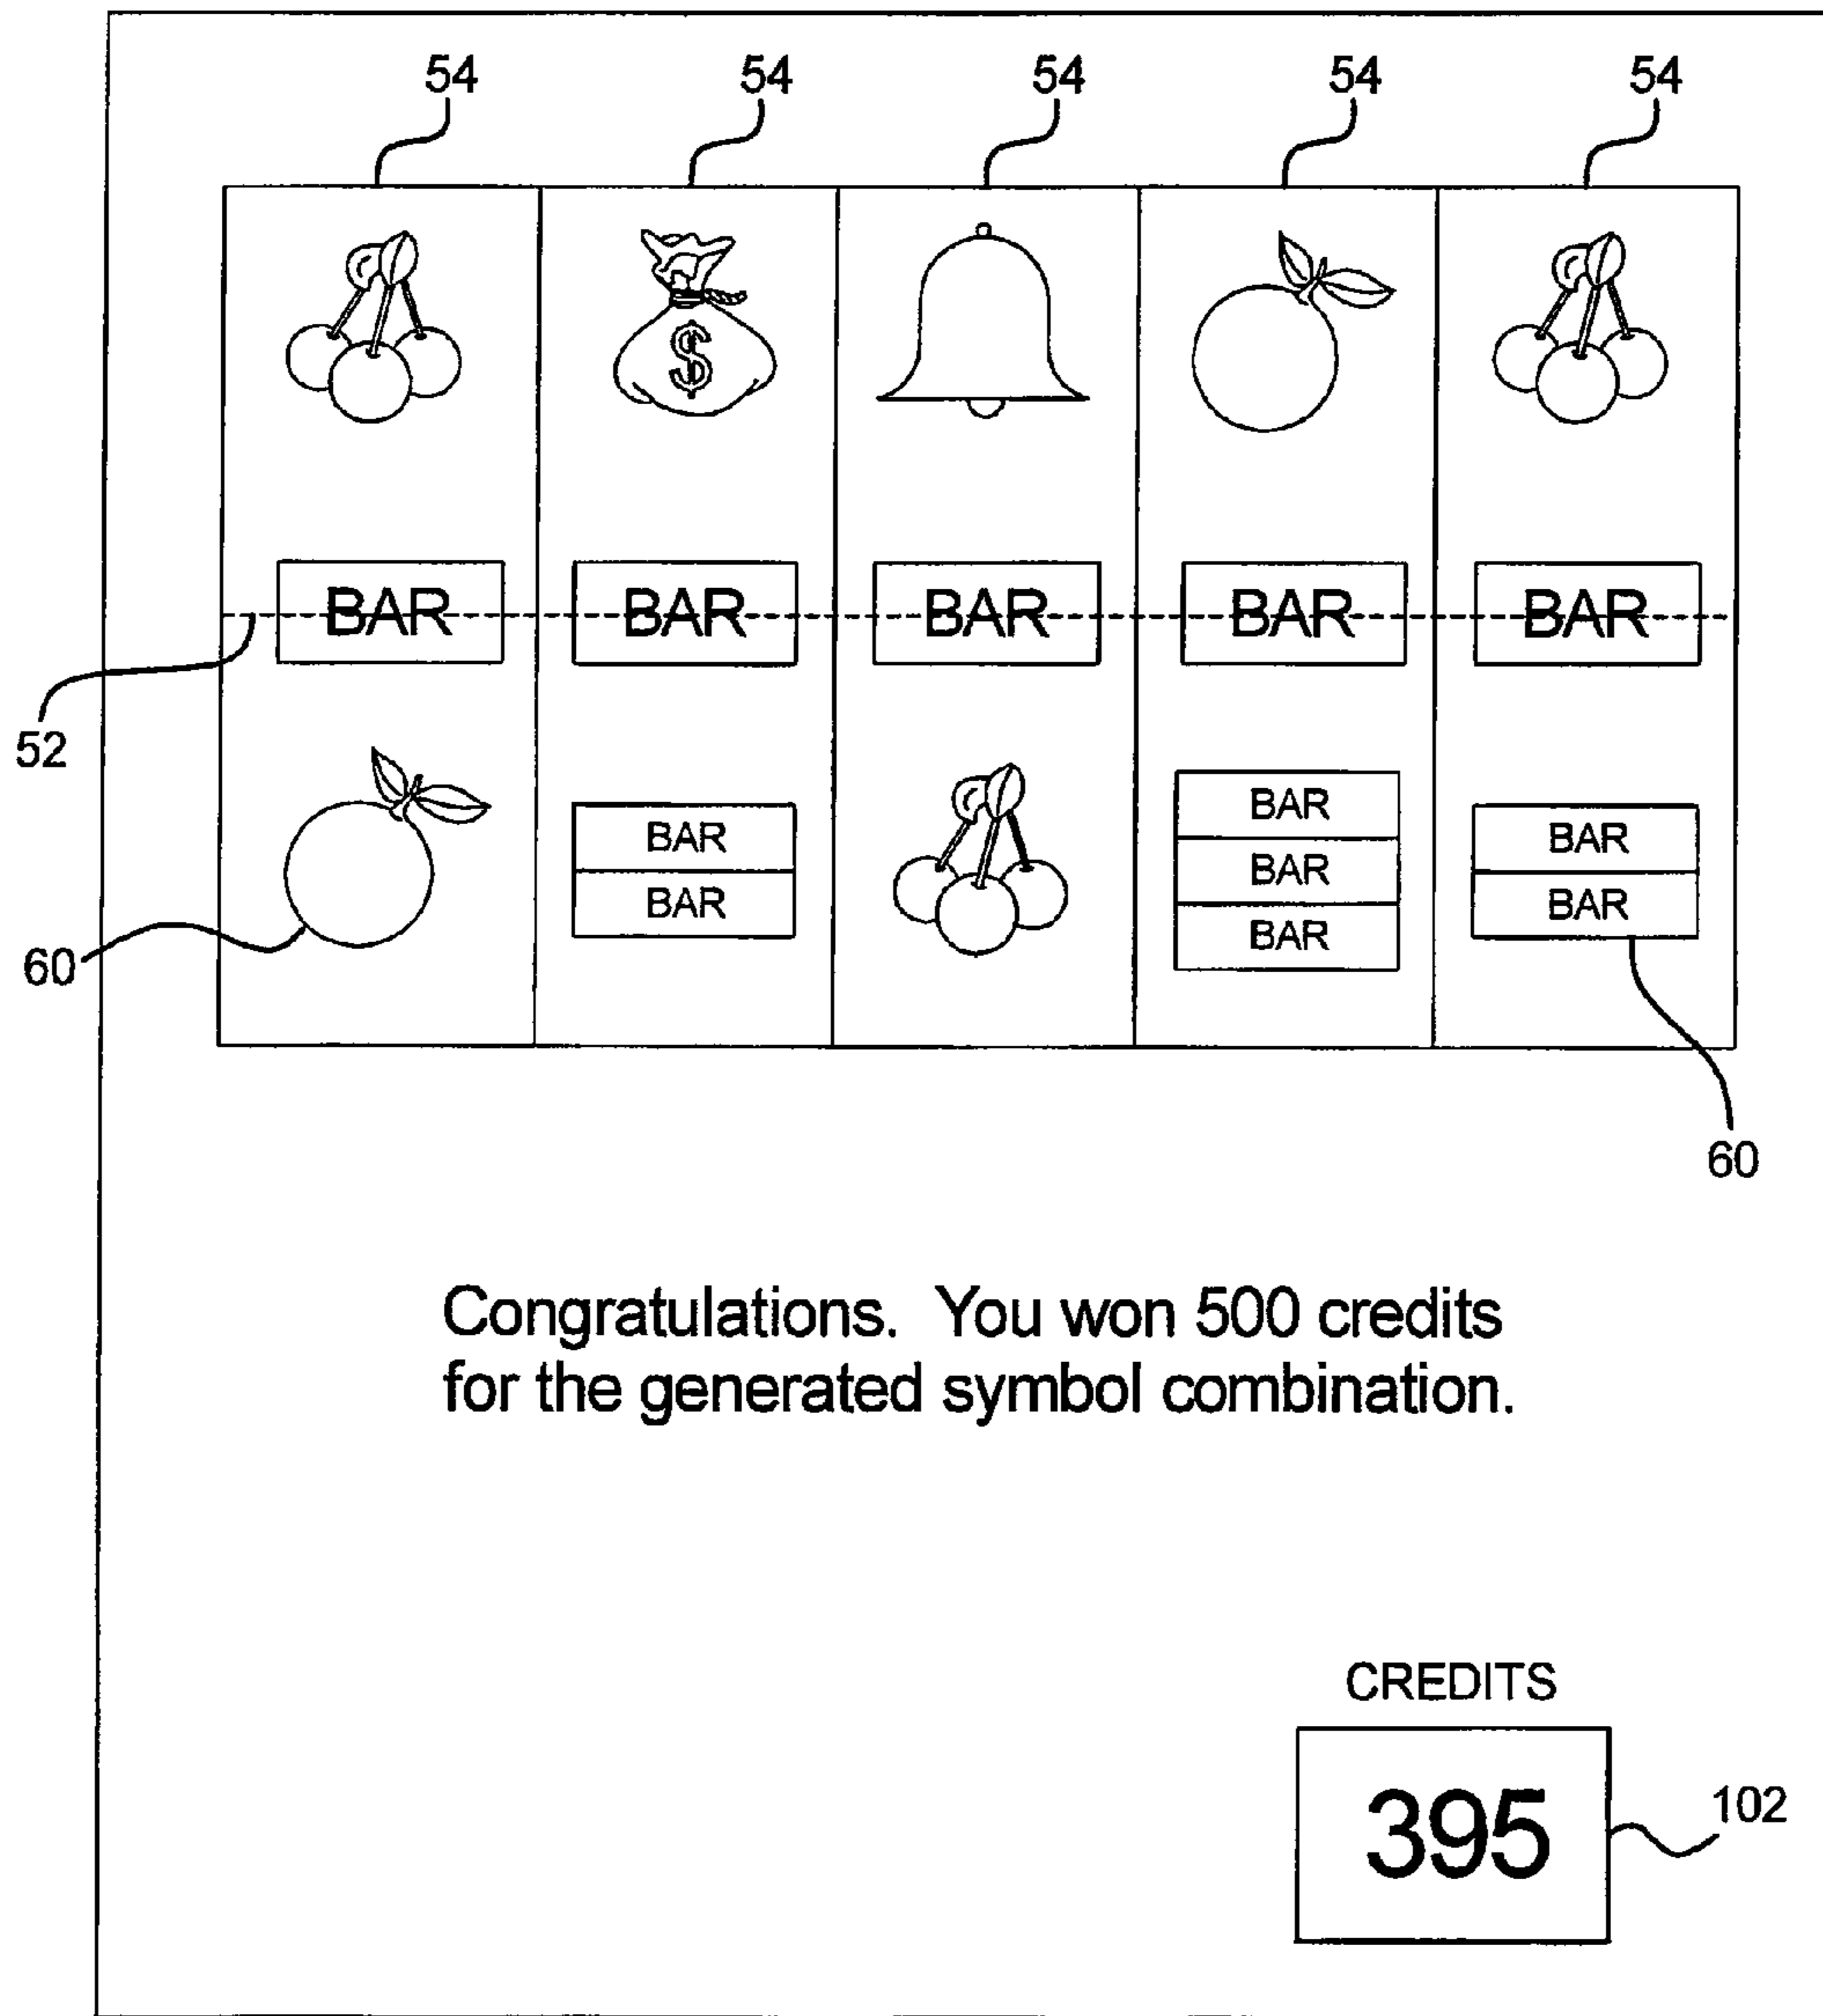 54 54 54 54 54
$
BAR BAR BAR BAR BAR
52
BAR
BAR BAR BAR
BAR BAR BAR
BAR
60
60
Congratulations. You won 500 credits
for the generated symbol combination.
CREDITS
395
102